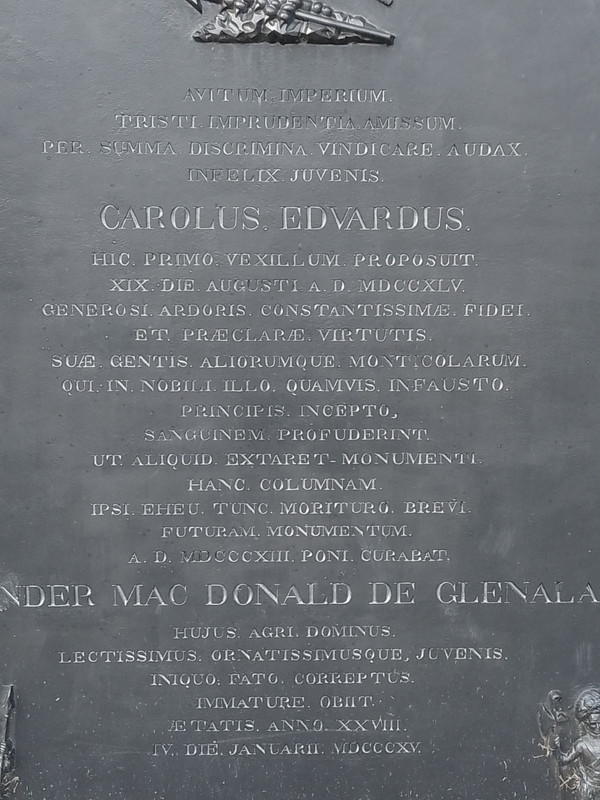 AVITUM. IMPERIUM.
TRISTI. IMPRUDENTIA. AMISSUM.
PER. SUMMA. DISCRIMINA. VINDICARE. AUDAX.
INFELIX. JUVENIS.
CAROLUS. EDVARDUS.
HIC. PRIMO. VEXILLUM. PROPOSUIT.
XIX. DIE. AUGUSTI. A. D. MDCCXLV.
GENEROSI. ARDORIS. CONSTANTISSIMÆ. FIDEI.
ET. PRÆCLARÆ. VIRTUTIS.
SUÆ. GENTIS. ALIORUMQUE. MONTICOLARUM.
QUI. IN. NOBILI. ILLO. QUAMVIS. INFAUSTO.
PRINCIPIS. INCEPTO,
SANGUINEM. PROFUDERINT.
UT. ALIQUID. EXTARET- MONUMENTI.
HANC. COLUMNAM.
IPSI. EHEU. TUNC. MORITURO. BREVI.
FUTURAM. MONUMENTUM.
A. D. MDCCCXIII. PONI. CURABAT.
NDER MAC DONALD DE GLENALA
HUJUS. AGRI. DOMINUS.
LECTISSIMUS. ORNATISSIMUSQUE, JUVENIS.
INIQUO. FATO. CORREPTUS.
IMMATURE. OBIIT.
ÆTATIS. ANNO. XXVIII.
IV. DIE. JANUARII. MDCCCXV.